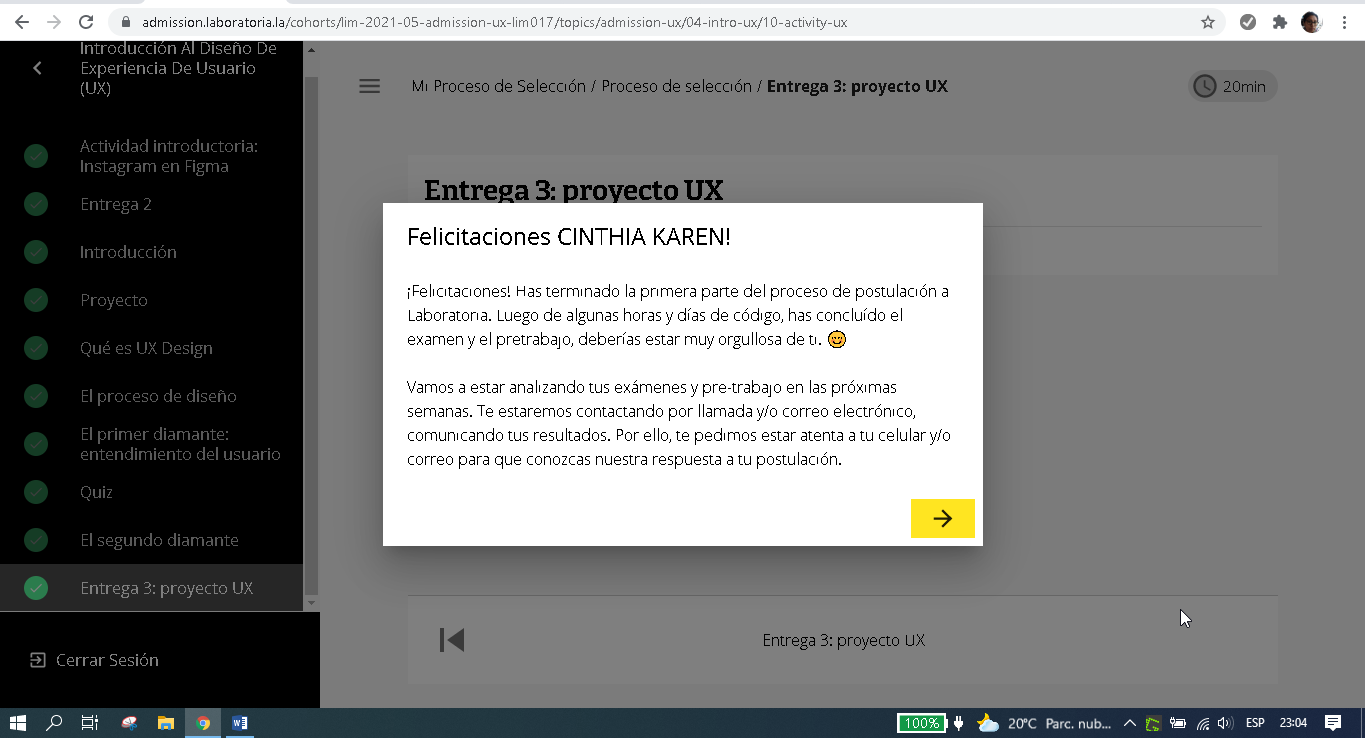 admission.laboratoria.la/cohorts/lim-2021-05-admission-ux-lim017/topics/admission-ux/04-intro-ux/10-activity-ux
Introducción Al Diseño De
Experiencia De Usuario
(UX)
Actividad introductoria:
Instagram en Figma
Entrega 2
Introducción
Proyecto
Qué es UX Design
El proceso de diseño
El primer diamante:
entendimiento del usuario
Quiz
El segundo diamante
Entrega 3: proyecto UX
Cerrar Sesión
Mi Proceso de Selección / Proceso de selección / Entrega 3: proyecto UX
20min
Entrega 3: proyecto UX
Felicitaciones CINTHIA KAREN!
¡Felicitaciones! Has terminado la primera parte del proceso de postulación a
Laboratoria. Luego de algunas horas y días de código, has concluído el
examen y el pretrabajo, deberías estar muy orgullosa de ti. 😊
Vamos a estar analizando tus exámenes y pre-trabajo en las próximas
semanas. Te estaremos contactando por llamada y/o correo electrónico,
comunicando tus resultados. Por ello, te pedimos estar atenta a tu celular y/o
correo para que conozcas nuestra respuesta a tu postulación.
Entrega 3: proyecto UX
100%
20°C Parc. nub...
ESP
23:04